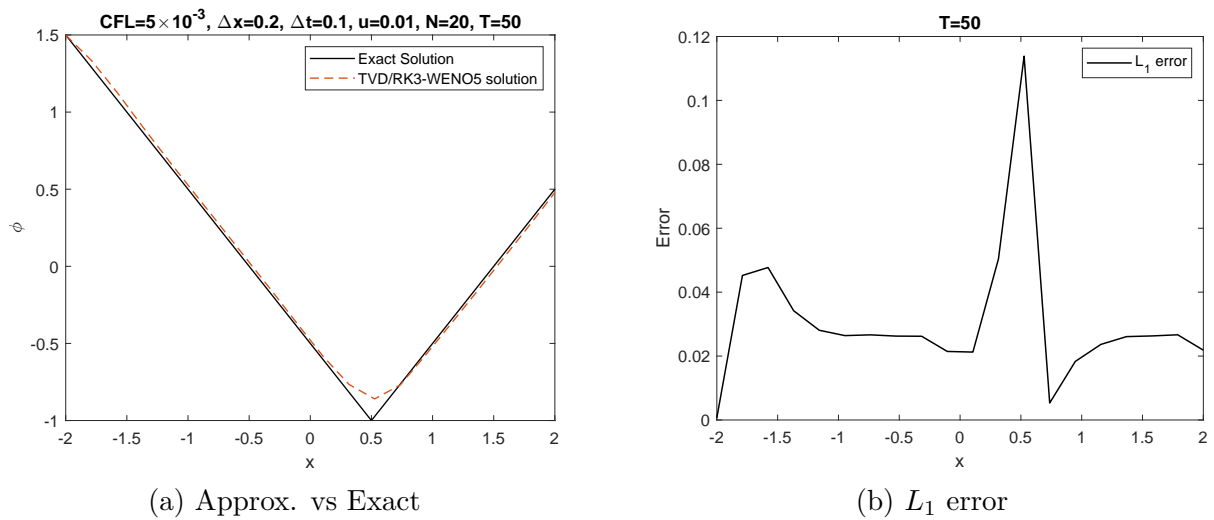 CFL=5×10⁻³, Δx=0.2, Δt=0.1, u=0.01, N=20, T=50
Exact Solution
TVD/RK3-WENO5 solution
1.5
1
0.5
0
-0.5
-1
ϕ
-2 -1.5 -1 -0.5 0 0.5 1 1.5 2
x
(a) Approx. vs Exact
T=50
L₁ error
0.12
0.1
0.08
0.06
0.04
0.02
0
Error
-2 -1.5 -1 -0.5 0 0.5 1 1.5 2
x
(b) L₁ error